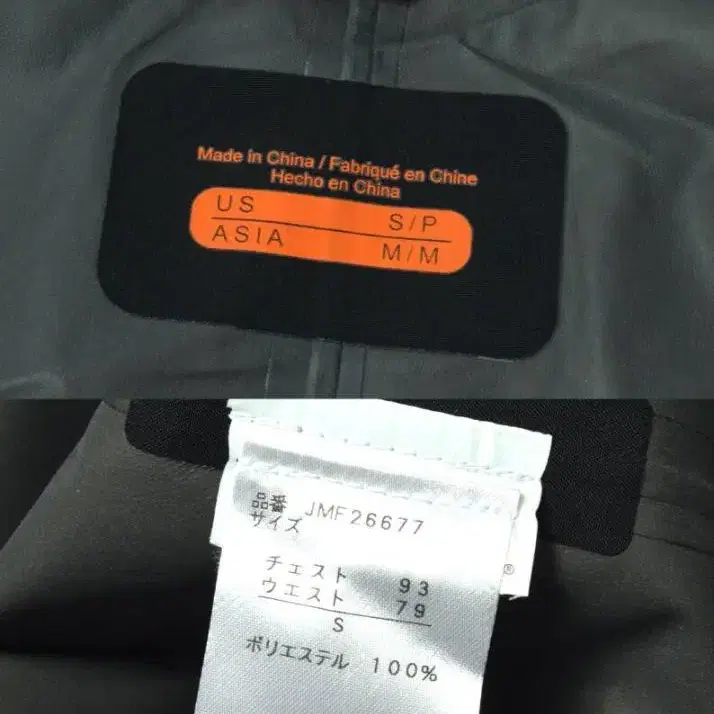 Made in China / Fabriqué en Chine
Hecho en China
US S/P
ASIA M/M
品番 JMF26677
サイズ
チェスト 93
ウエスト 79
S
®
ポリエステル 100%